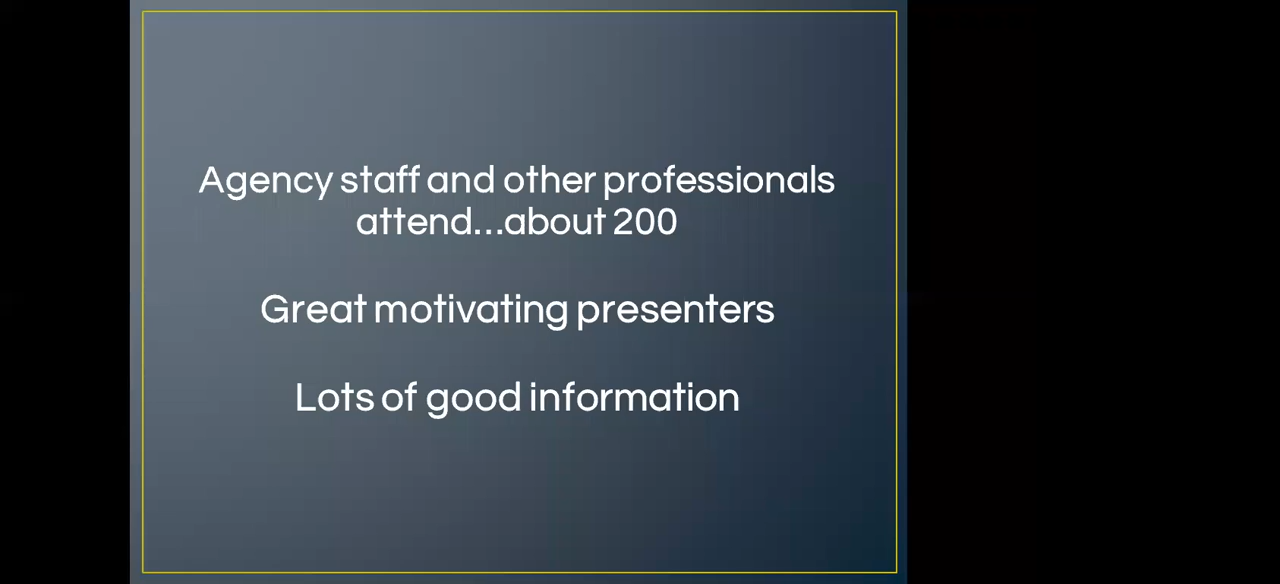 Agency staff and other professionals
attend...about 200
Great motivating presenters
Lots of good information